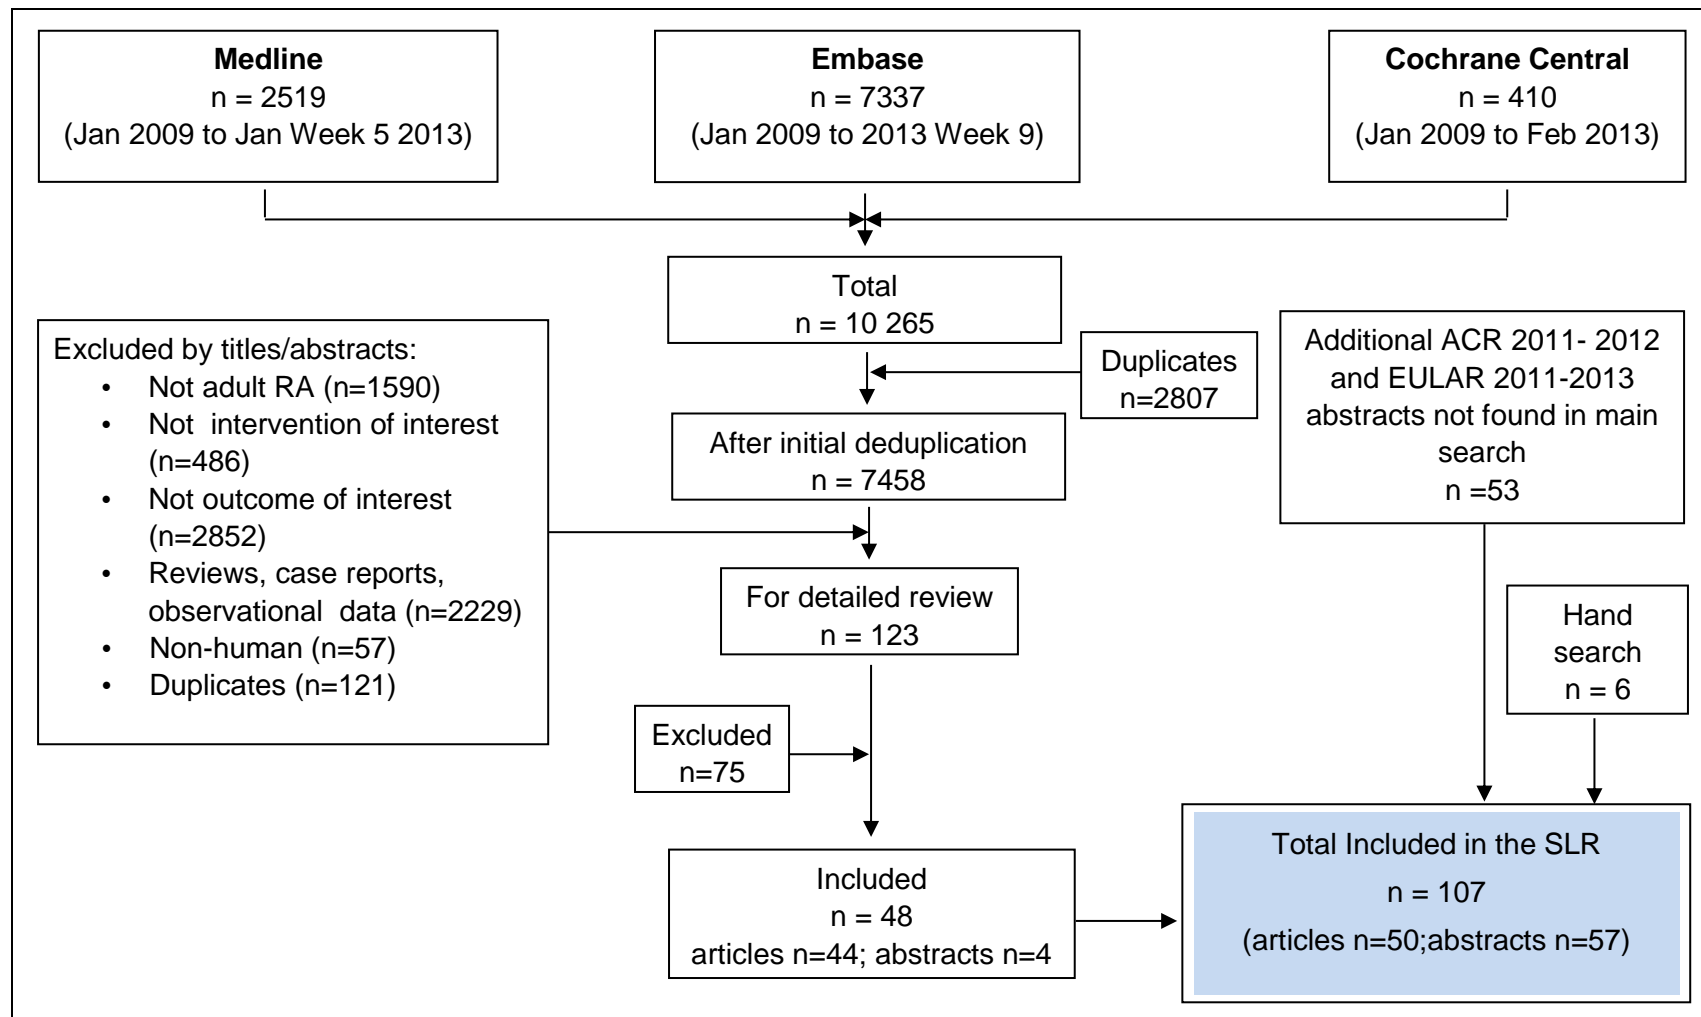 Medline
n = 2519
(Jan 2009 to Jan Week 5 2013)
Embase
n = 7337
(Jan 2009 to 2013 Week 9)
Cochrane Central
n = 410
(Jan 2009 to Feb 2013)
Total
n = 10 265
Duplicates
n=2807
After initial deduplication
n = 7458
Excluded by titles/abstracts:
• Not adult RA (n=1590)
• Not intervention of interest
(n=486)
• Not outcome of interest
(n=2852)
• Reviews, case reports,
observational data (n=2229)
• Non-human (n=57)
• Duplicates (n=121)
Additional ACR 2011- 2012
and EULAR 2011-2013
abstracts not found in main
search
n =53
For detailed review
n = 123
Hand
search
n = 6
Excluded
n=75
Included
n = 48
articles n=44; abstracts n=4
Total Included in the SLR
n = 107
(articles n=50;abstracts n=57)